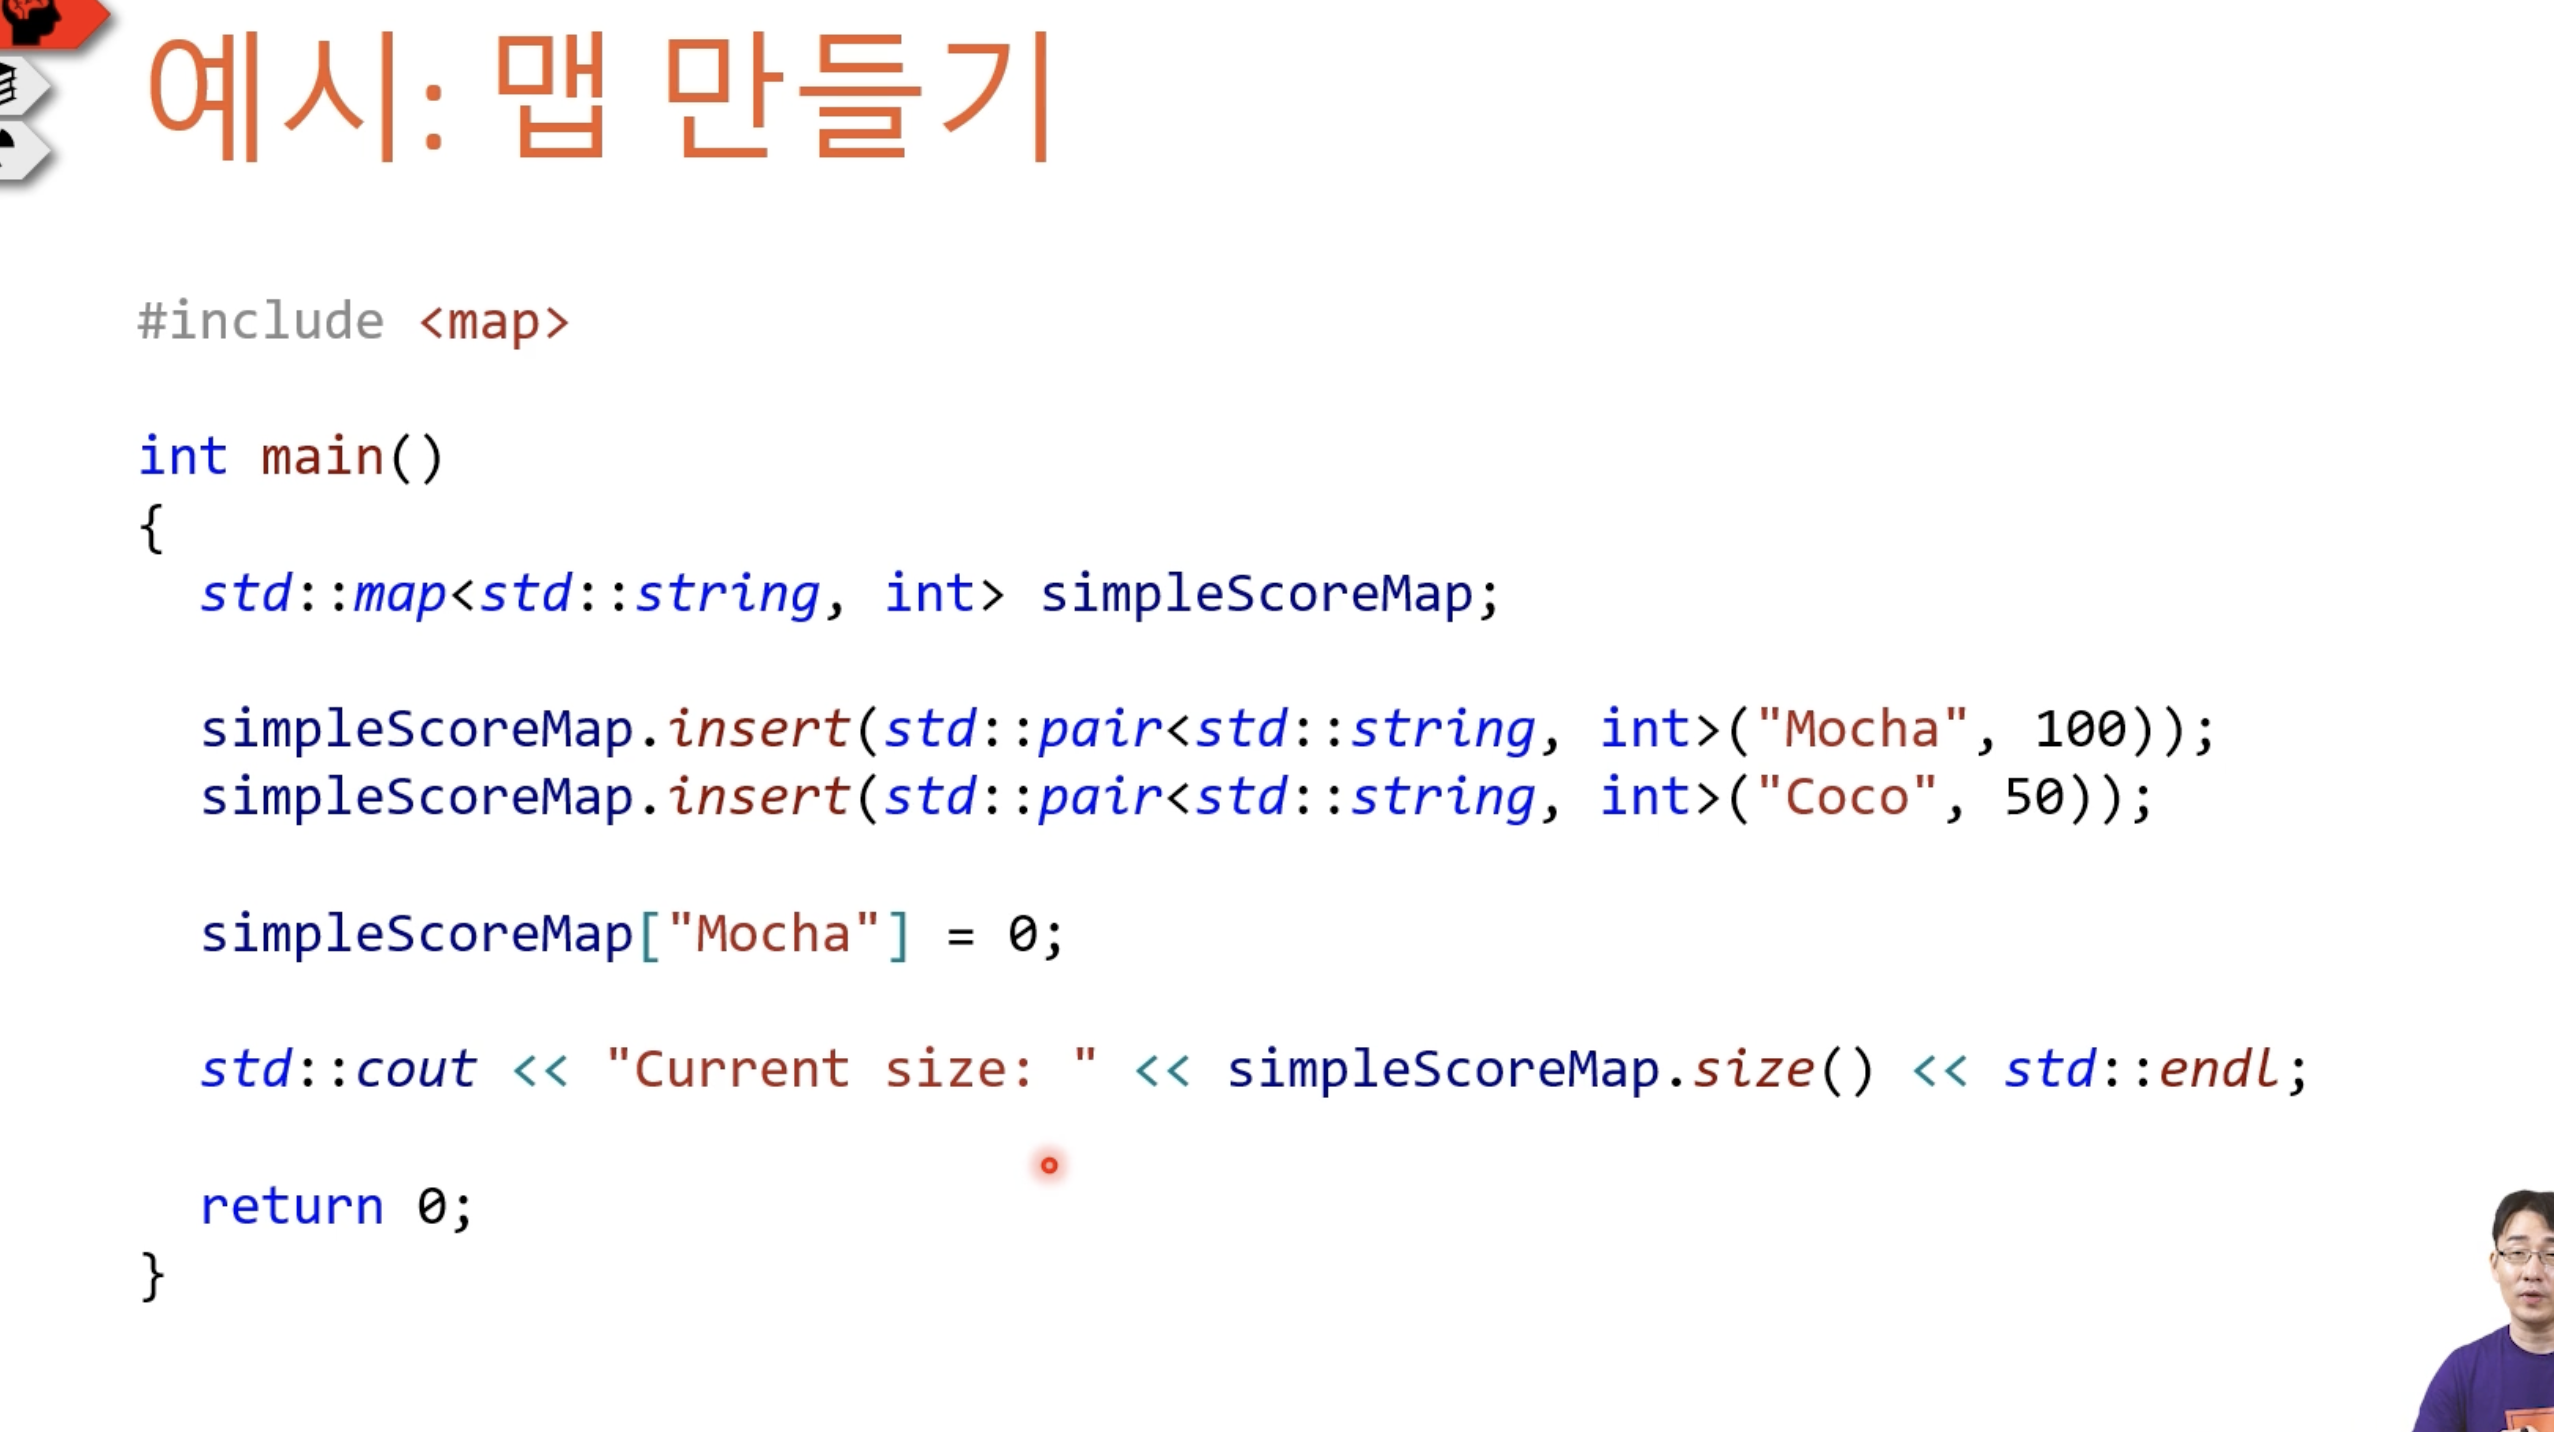 예시: 맵 만들기
#include <map>
int main()
{
std::map<std::string, int> simpleScoreMap;
simpleScoreMap.insert(std::pair<std::string, int>("Mocha", 100));
simpleScoreMap.insert(std::pair<std::string, int>("Coco", 50));
simpleScoreMap["Mocha"] = 0;
std::cout << "Current size: " << simpleScoreMap.size() << std::endl;
return 0;
}